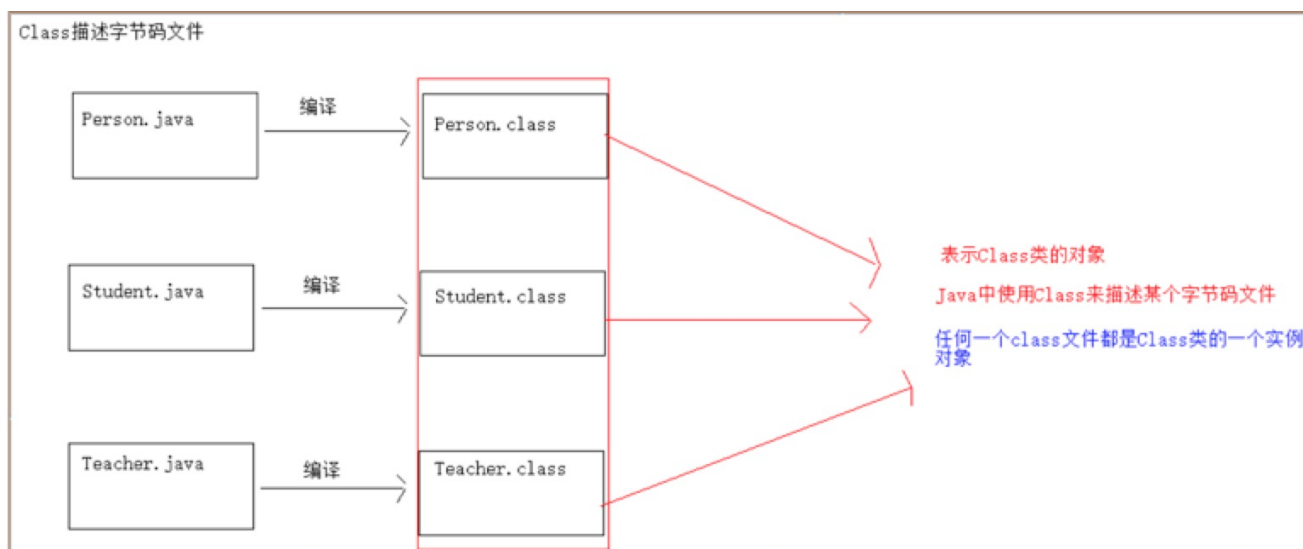 Class描述字节码文件
Person.java
编译
Person.class
Student.java
编译
Student.class
Teacher.java
编译
Teacher.class
表示Class类的对象
Java中使用Class来描述某个字节码文件
任何一个class文件都是Class类的一个实例
对象